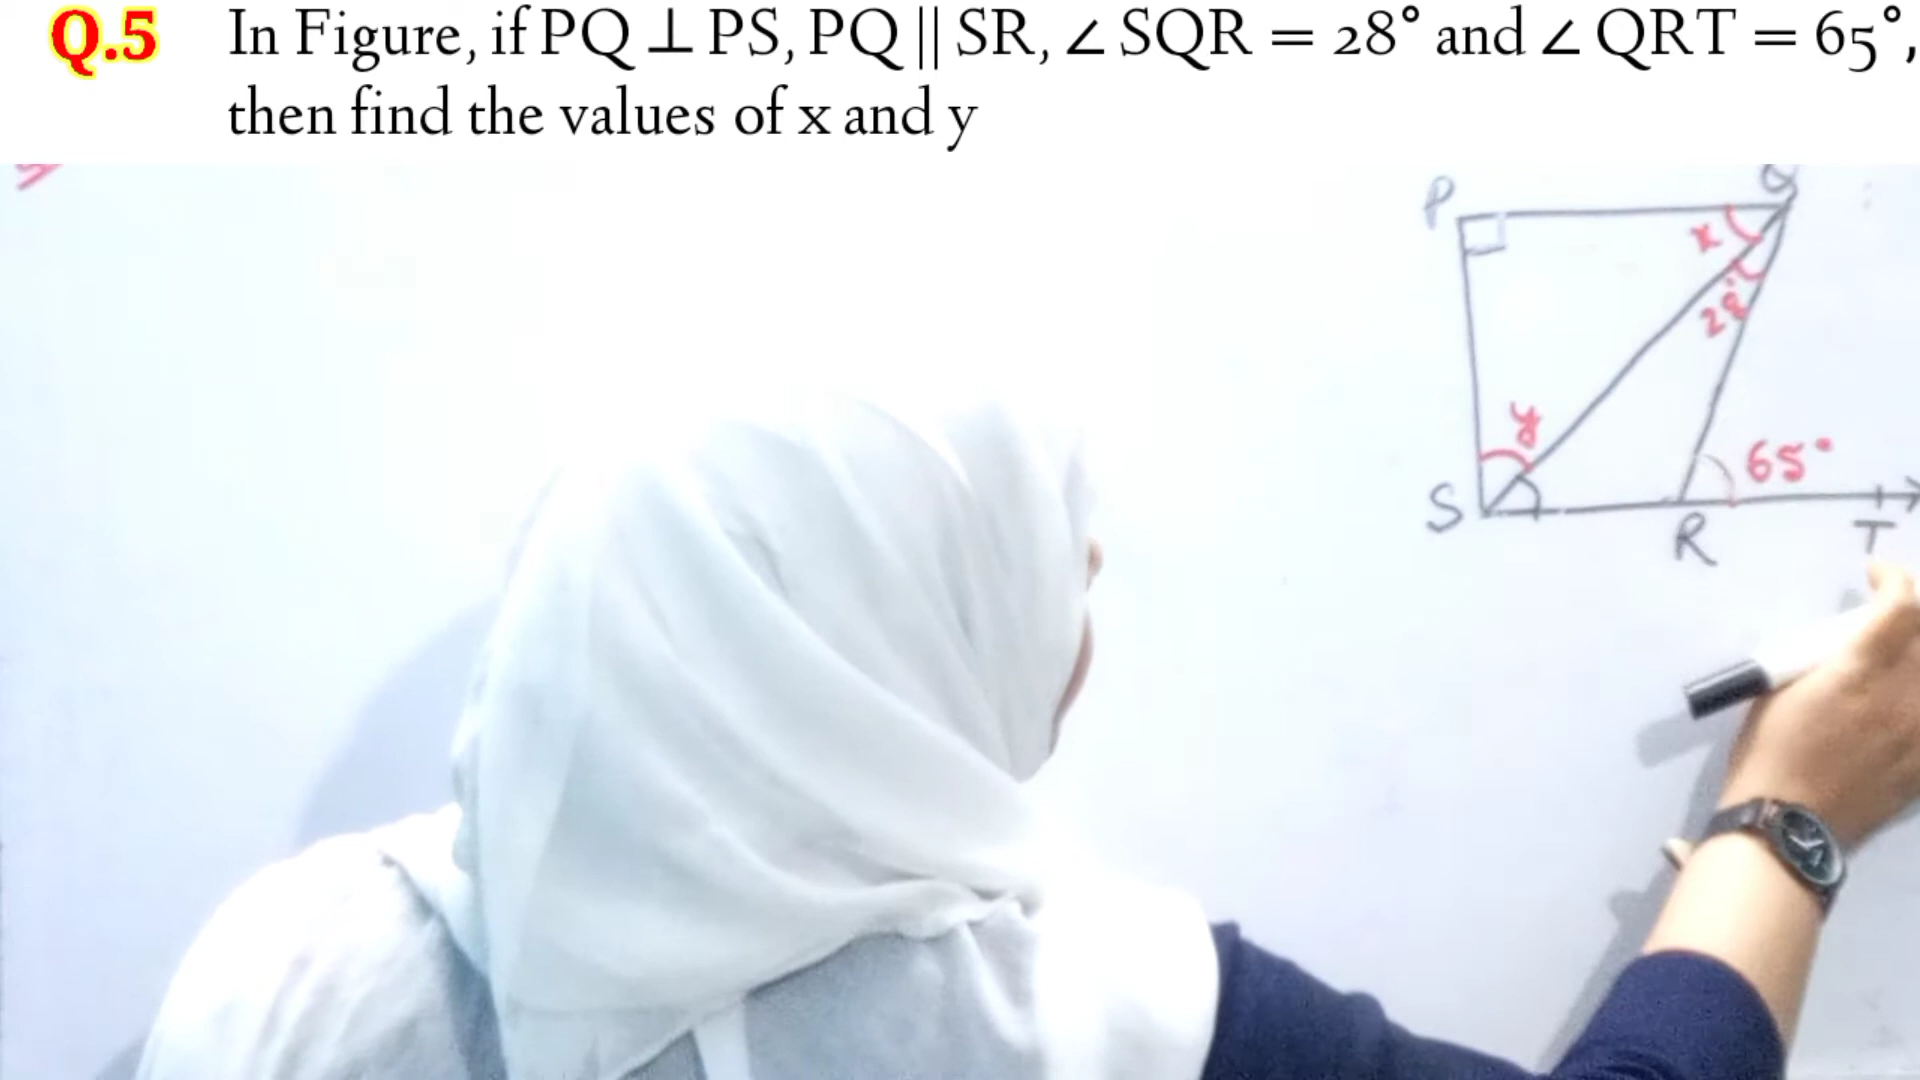 Q.5 In Figure, if PQ ⊥ PS, PQ || SR, ∠ SQR = 28° and ∠ QRT = 65°,
then find the values of x and y
P
Q
x
28°
y
65°
S
R
T